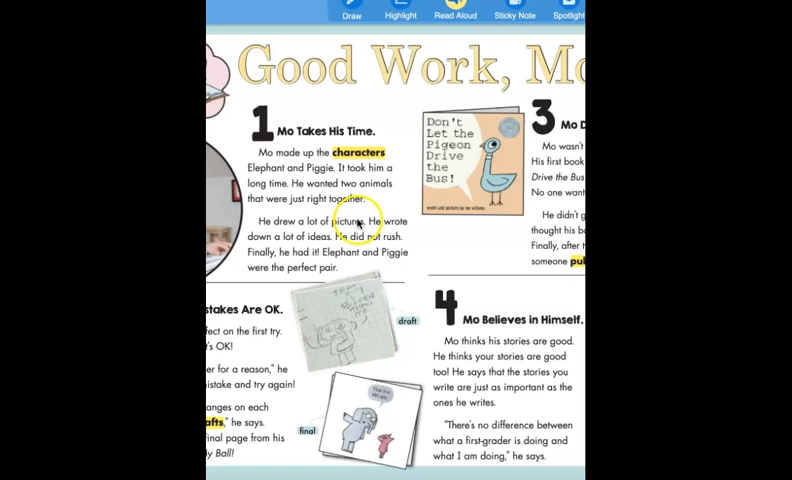 Draw
Highlight
Read Aloud
Sticky Note
Spotlight
Good Work,
1
Mo Takes His Time.
Mo made up the characters
Elephant and Piggie. It took him a
long time. He wanted two animals
that were just right together.
He drew a lot of pictures. He wrote
down a lot of ideas. He did not rush.
Finally, he had it! Elephant and Piggie
were the perfect pair.
Don't
Let the
Pigeon
Drive
the
Bus!
words and pictures by mo willems
3
Mo
Mo wasn't
His first book
Drive the Bus
No one want
He didn't
thought his
Finally, after
someone
stakes Are OK.
fect on the first try.
's OK!
er for a reason," he
istake and try again!
anges on each
afts," he says.
final page from his
y Ball!
draft
That is a
final
4
Mo Believes in Himself.
Mo thinks his stories are good.
He thinks your stories are good
too! He says that the stories you
write are just as important as the
ones he writes.
"There's no difference between
what a first-grader is doing and
what I am doing," he says.